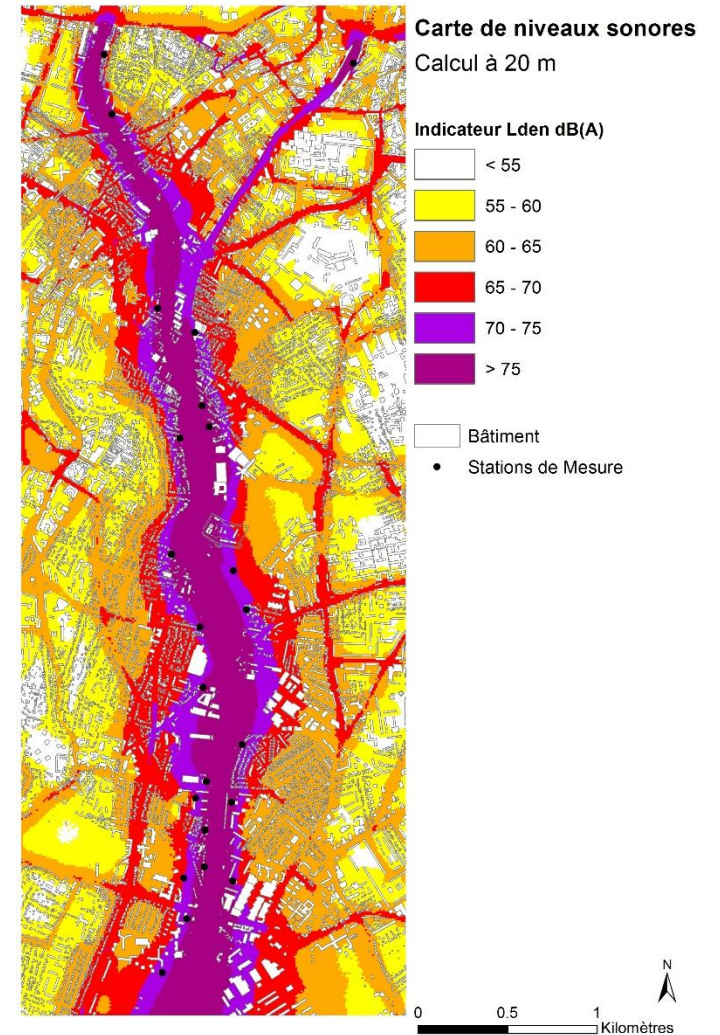 Carte de niveaux sonores
Calcul à 20 m
Indicateur Lden dB(A)
< 55
55 - 60
60 - 65
65 - 70
70 - 75
> 75
Bâtiment
Stations de Mesure
N
0 0.5 1
Kilomètres